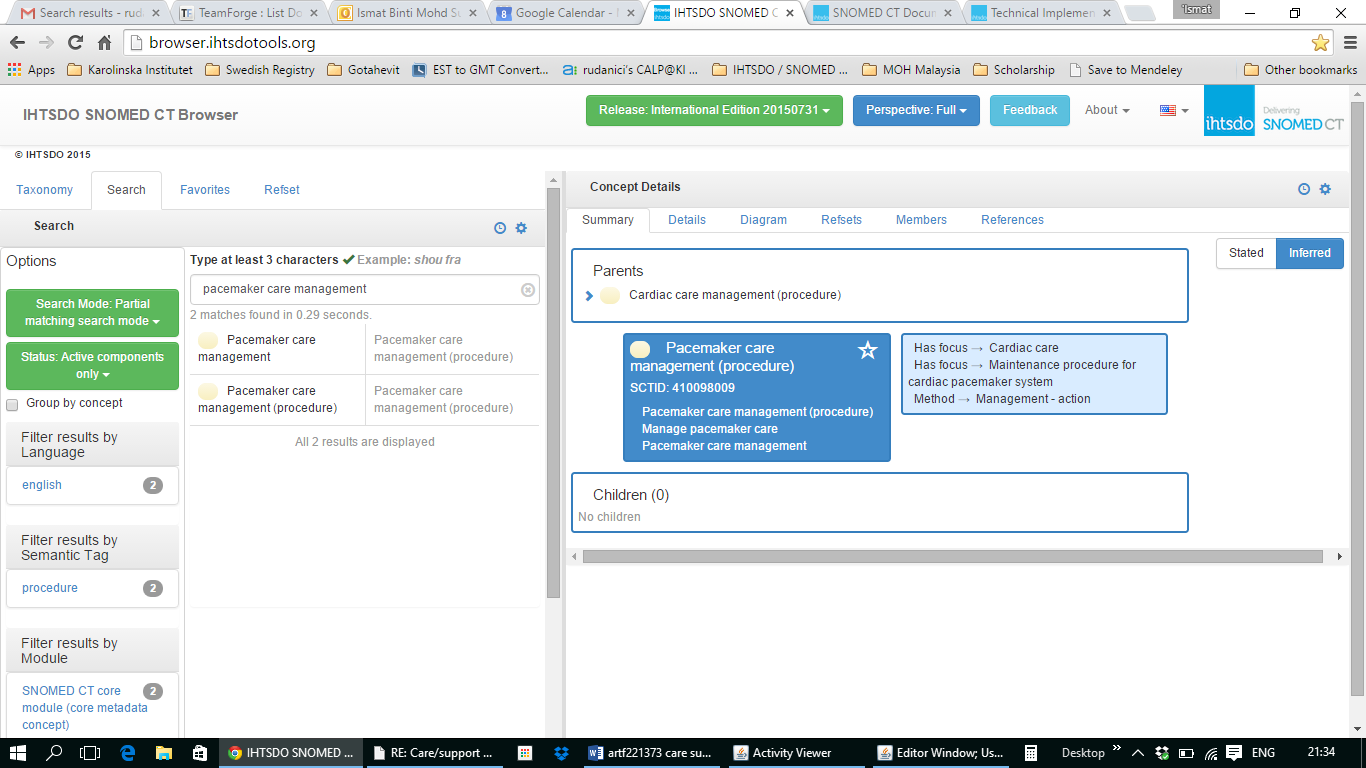 Search results - ruda
TeamForge : List Do
Ismat Binti Mohd Su
Google Calendar -
IHTSDO SNOMED C
SNOMED CT Docum
Technical Implemen
'Ismat
browser.ihtsdotools.org
Apps
Karolinska Institutet
Swedish Registry
Gotahevit
EST to GMT Convert...
rudanici's CALP@KI ...
IHTSDO / SNOMED ...
MOH Malaysia
Scholarship
Save to Mendeley
Other bookmarks
IHTSDO SNOMED CT Browser
Release: International Edition 20150731
Perspective: Full
Feedback
About
ihtsdo
Delivering
SNOMED CT
© IHTSDO 2015
Taxonomy
Search
Favorites
Refset
Search
Options
Search Mode: Partial
matching search mode
Status: Active components
only
Group by concept
Filter results by
Language
english 2
Filter results by
Semantic Tag
procedure 2
Filter results by
Module
SNOMED CT core 2
module (core metadata
concept)
Type at least 3 characters ✔ Example: shou fra
pacemaker care management
2 matches found in 0.29 seconds.
Pacemaker care
management
Pacemaker care
management (procedure)
Pacemaker care
management (procedure)
Pacemaker care
management (procedure)
All 2 results are displayed
Concept Details
Summary
Details
Diagram
Refsets
Members
References
Stated
Inferred
Parents
Cardiac care management (procedure)
Pacemaker care
management (procedure)
SCTID: 410098009
Pacemaker care management (procedure)
Manage pacemaker care
Pacemaker care management
Has focus → Cardiac care
Has focus → Maintenance procedure for
cardiac pacemaker system
Method → Management - action
Children (0)
No children
IHTSDO SNOMED ...
RE: Care/support ...
artf221373 care su...
Activity Viewer
Editor Window; Us...
Desktop
ENG
21:34